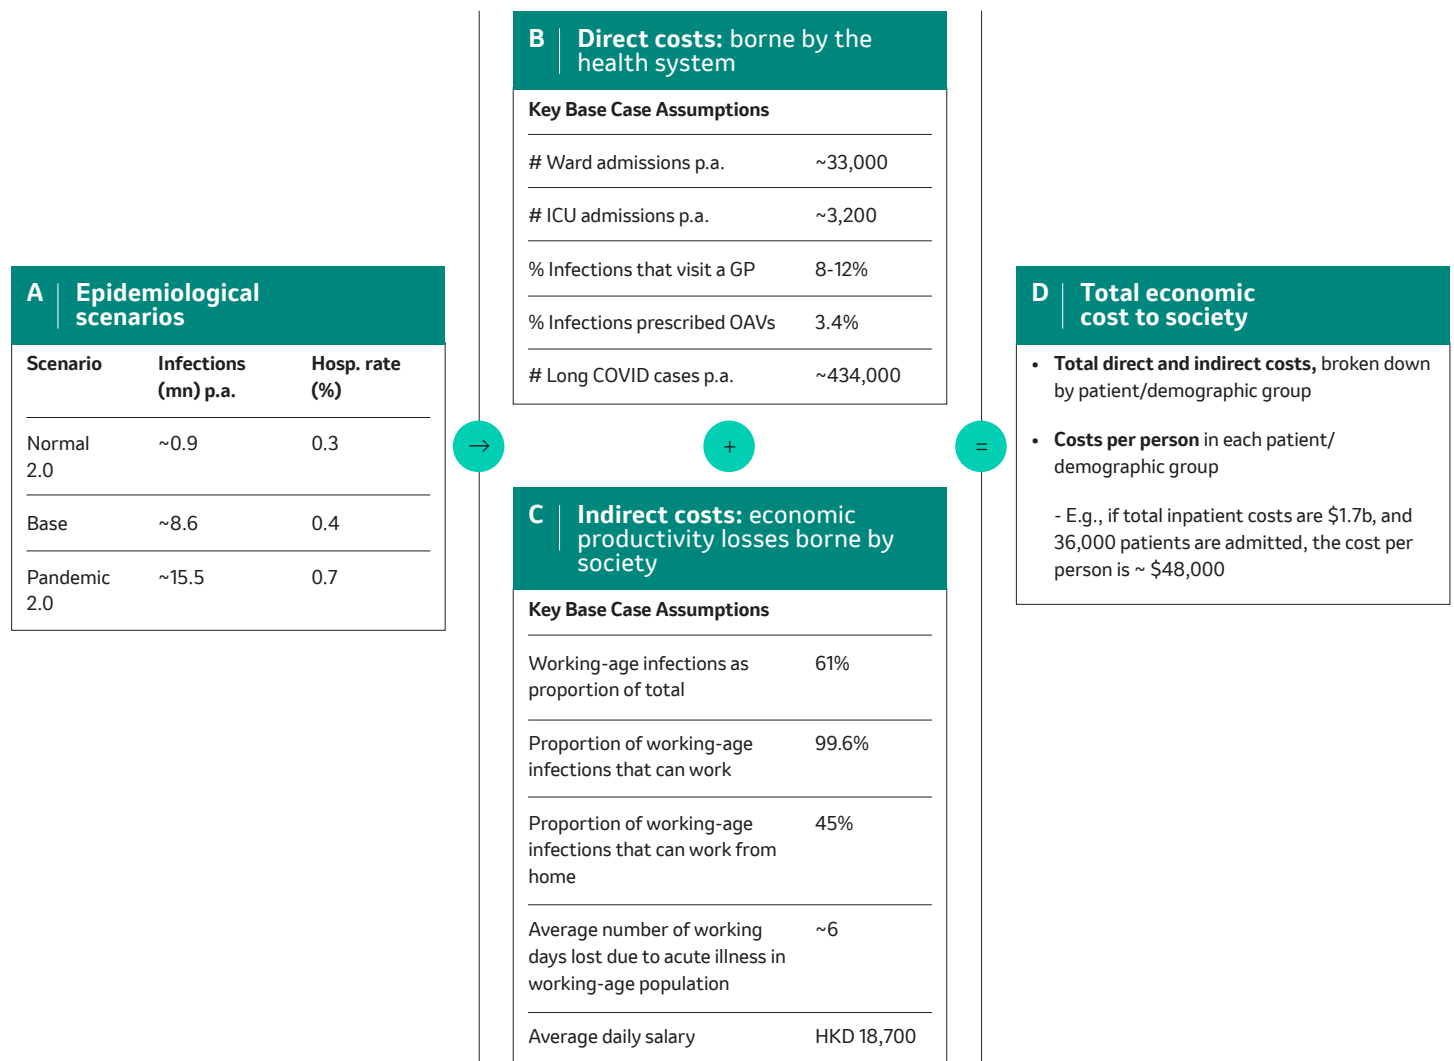 A
Epidemiological
scenarios
Scenario Infections Hosp. rate
(mn) p.a. (%)
Normal ~0.9 0.3
2.0
Base ~8.6 0.4
Pandemic ~15.5 0.7
2.0
→
B
Direct costs: borne by the
health system
Key Base Case Assumptions
# Ward admissions p.a. ~33,000
# ICU admissions p.a. ~3,200
% Infections that visit a GP 8-12%
% Infections prescribed OAVs 3.4%
# Long COVID cases p.a. ~434,000
+
C
Indirect costs: economic
productivity losses borne by
society
Key Base Case Assumptions
Working-age infections as 61%
proportion of total
Proportion of working-age 99.6%
infections that can work
Proportion of working-age 45%
infections that can work from
home
Average number of working ~6
days lost due to acute illness in
working-age population
Average daily salary HKD 18,700
=
D
Total economic
cost to society
• Total direct and indirect costs, broken down
by patient/demographic group
• Costs per person in each patient/
demographic group
- E.g., if total inpatient costs are $1.7b, and
36,000 patients are admitted, the cost per
person is ~ $48,000